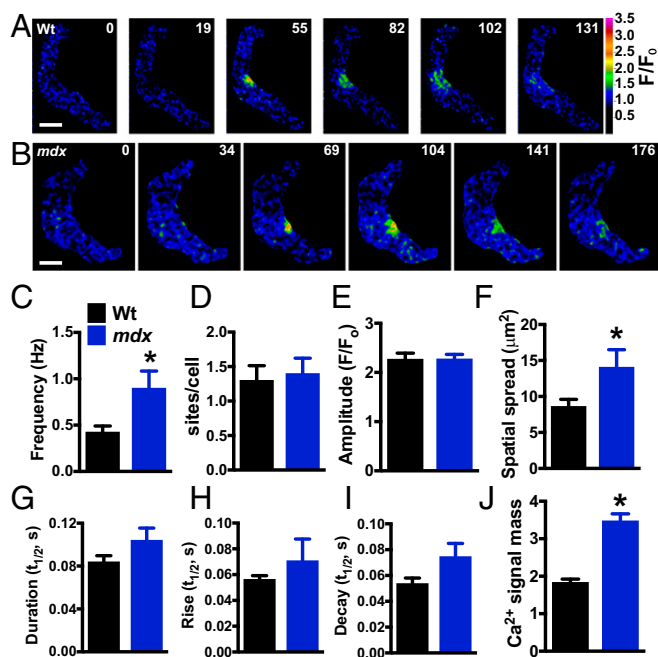 A Wt 0 19 55 82 102 131
3.5
3.0
2.5
2.0
1.5
1.0
0.5
F/F₀
B mdx 0 34 69 104 141 176
C
Wt
mdx
Frequency (Hz)
1.5
1.0
0.5
0.0
*
D
sites/cell
2.0
1.5
1.0
0.5
0.0
E
Amplitude (F/Fₒ)
3
2
1
0
F
Spatial spread (µm²)
20
15
10
5
0
*
G
Duration (t₁/₂, s)
0.12
0.08
0.04
0.00
H
Rise (t₁/₂, s)
0.10
0.08
0.06
0.04
0.02
0.00
I
Decay (t₁/₂, s)
0.10
0.08
0.06
0.04
0.02
0.00
J
Ca²⁺ signal mass
4
3
2
1
0
*